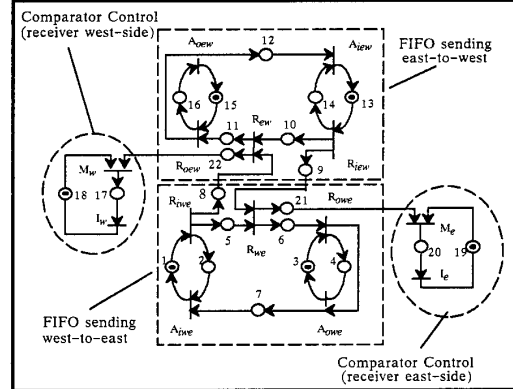 Comparator Control
(receiver west-side)
A_oew
12
A_iew
FIFO sending
east-to-west
16
15
14
13
R_ew
11
10
R_oew
22
9
R_iew
M_w
18
17
I_w
8
R_iwe
21
R_owe
5
R_we
6
M_e
20
19
I_e
1
2
3
4
7
A_iwe
A_owe
FIFO sending
west-to-east
Comparator Control
(receiver east-side)